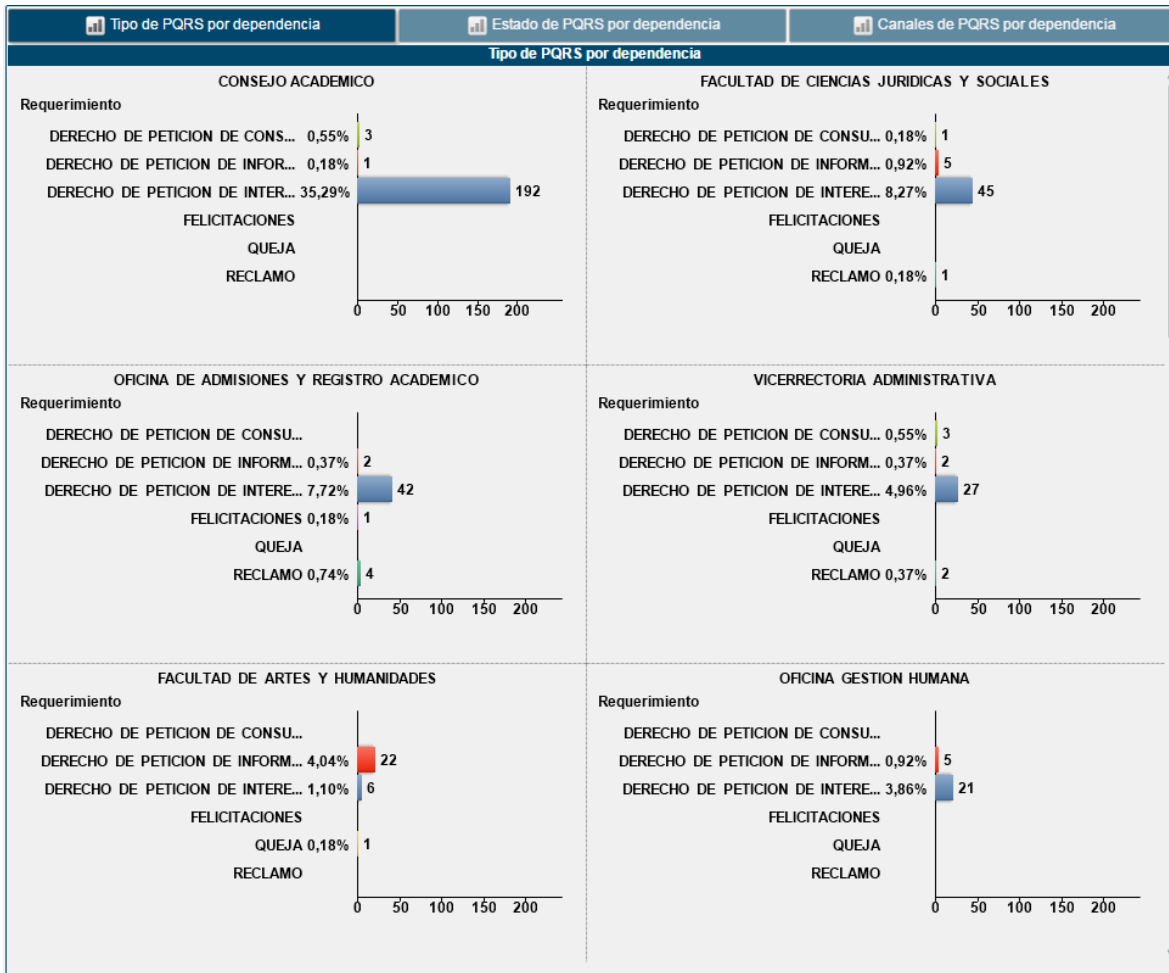 Tipo de PQRS por dependencia
Estado de PQRS por dependencia
Canales de PQRS por dependencia
Tipo de PQRS por dependencia
CONSEJO ACADEMICO
Requerimiento
DERECHO DE PETICION DE CONS... 0,55% 3
DERECHO DE PETICION DE INFOR... 0,18% 1
DERECHO DE PETICION DE INTER... 35,29% 192
FELICITACIONES
QUEJA
RECLAMO
0 50 100 150 200
FACULTAD DE CIENCIAS JURIDICAS Y SOCIALES
Requerimiento
DERECHO DE PETICION DE CONSU... 0,18% 1
DERECHO DE PETICION DE INFORM... 0,92% 5
DERECHO DE PETICION DE INTERE... 8,27% 45
FELICITACIONES
QUEJA
RECLAMO 0,18% 1
0 50 100 150 200
OFICINA DE ADMISIONES Y REGISTRO ACADEMICO
Requerimiento
DERECHO DE PETICION DE CONSU...
DERECHO DE PETICION DE INFORM... 0,37% 2
DERECHO DE PETICION DE INTERE... 7,72% 42
FELICITACIONES 0,18% 1
QUEJA
RECLAMO 0,74% 4
0 50 100 150 200
VICERRECTORIA ADMINISTRATIVA
Requerimiento
DERECHO DE PETICION DE CONSU... 0,55% 3
DERECHO DE PETICION DE INFORM... 0,37% 2
DERECHO DE PETICION DE INTERE... 4,96% 27
FELICITACIONES
QUEJA
RECLAMO 0,37% 2
0 50 100 150 200
FACULTAD DE ARTES Y HUMANIDADES
Requerimiento
DERECHO DE PETICION DE CONSU...
DERECHO DE PETICION DE INFORM... 4,04% 22
DERECHO DE PETICION DE INTERE... 1,10% 6
FELICITACIONES
QUEJA 0,18% 1
RECLAMO
0 50 100 150 200
OFICINA GESTION HUMANA
Requerimiento
DERECHO DE PETICION DE CONSU...
DERECHO DE PETICION DE INFORM... 0,92% 5
DERECHO DE PETICION DE INTERE... 3,86% 21
FELICITACIONES
QUEJA
RECLAMO
0 50 100 150 200